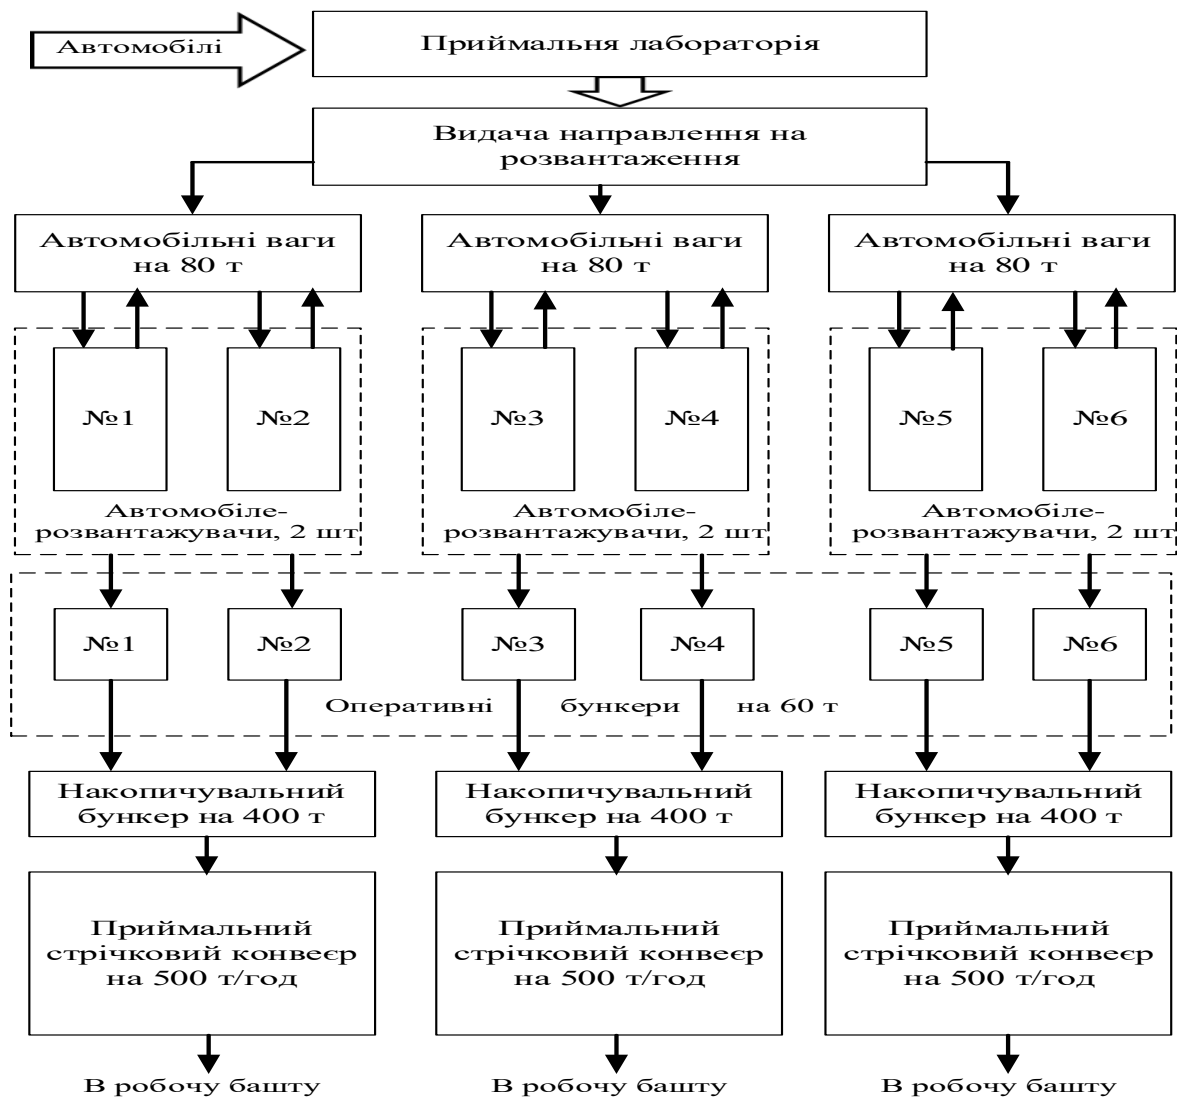 Автомобілі
Приймальня лабораторія
Видача направлення на
розвантаження
Автомобільні ваги
на 80 т
Автомобільні ваги
на 80 т
Автомобільні ваги
на 80 т
№1
№2
№3
№4
№5
№6
Автомобіле-
розвантажувачи, 2 шт
Автомобіле-
розвантажувачи, 2 шт
Автомобіле-
розвантажувачи, 2 шт
№1
№2
№3
№4
№5
№6
Оперативні бункери на 60 т
Накопичувальний
бункер на 400 т
Накопичувальний
бункер на 400 т
Накопичувальний
бункер на 400 т
Приймальний
стрічковий конвеєр
на 500 т/год
Приймальний
стрічковий конвеєр
на 500 т/год
Приймальний
стрічковий конвеєр
на 500 т/год
В робочу башту
В робочу башту
В робочу башту